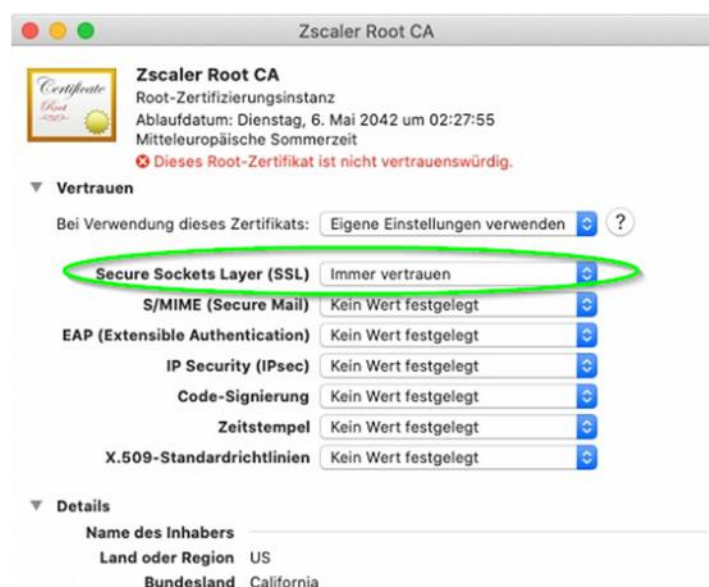 Zscaler Root CA
Certificate
Root
Zscaler Root CA
Root-Zertifizierungsinstanz
Ablaufdatum: Dienstag, 6. Mai 2042 um 02:27:55
Mitteleuropäische Sommerzeit
Dieses Root-Zertifikat ist nicht vertrauenswürdig.
Vertrauen
Bei Verwendung dieses Zertifikats: Eigene Einstellungen verwenden ?
Secure Sockets Layer (SSL) Immer vertrauen
S/MIME (Secure Mail) Kein Wert festgelegt
EAP (Extensible Authentication) Kein Wert festgelegt
IP Security (IPsec) Kein Wert festgelegt
Code-Signierung Kein Wert festgelegt
Zeitstempel Kein Wert festgelegt
X.509-Standardrichtlinien Kein Wert festgelegt
Details
Name des Inhabers
Land oder Region US
Bundesland California